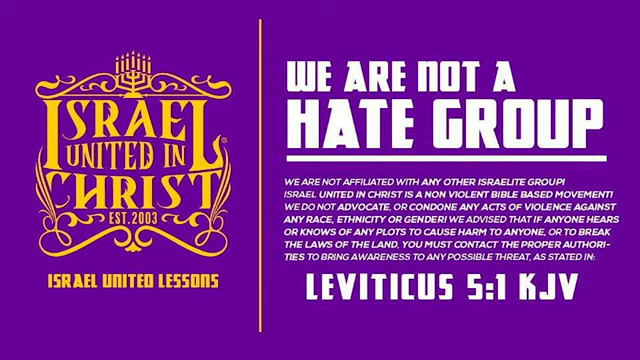 ISRAEL
UNITED IN
CHRIST
EST. 2003
ISRAEL UNITED LESSONS
WE ARE NOT A
HATE GROUP
WE ARE NOT AFFILIATED WITH ANY OTHER ISRAELITE GROUP!
ISRAEL UNITED IN CHRIST IS A NON VIOLENT BIBLE BASED MOVEMENT!
WE DO NOT ADVOCATE, OR CONDONE ANY ACTS OF VIOLENCE AGAINST
ANY RACE, ETHNICITY OR GENDER! WE ADVISED THAT IF ANYONE HEARS
OR KNOWS OF ANY PLOTS TO CAUSE HARM TO ANYONE, OR TO BREAK
THE LAWS OF THE LAND, YOU MUST CONTACT THE PROPER AUTHORI-
TIES TO BRING AWARENESS TO ANY POSSIBLE THREAT, AS STATED IN:
LEVITICUS 5:1 KJV